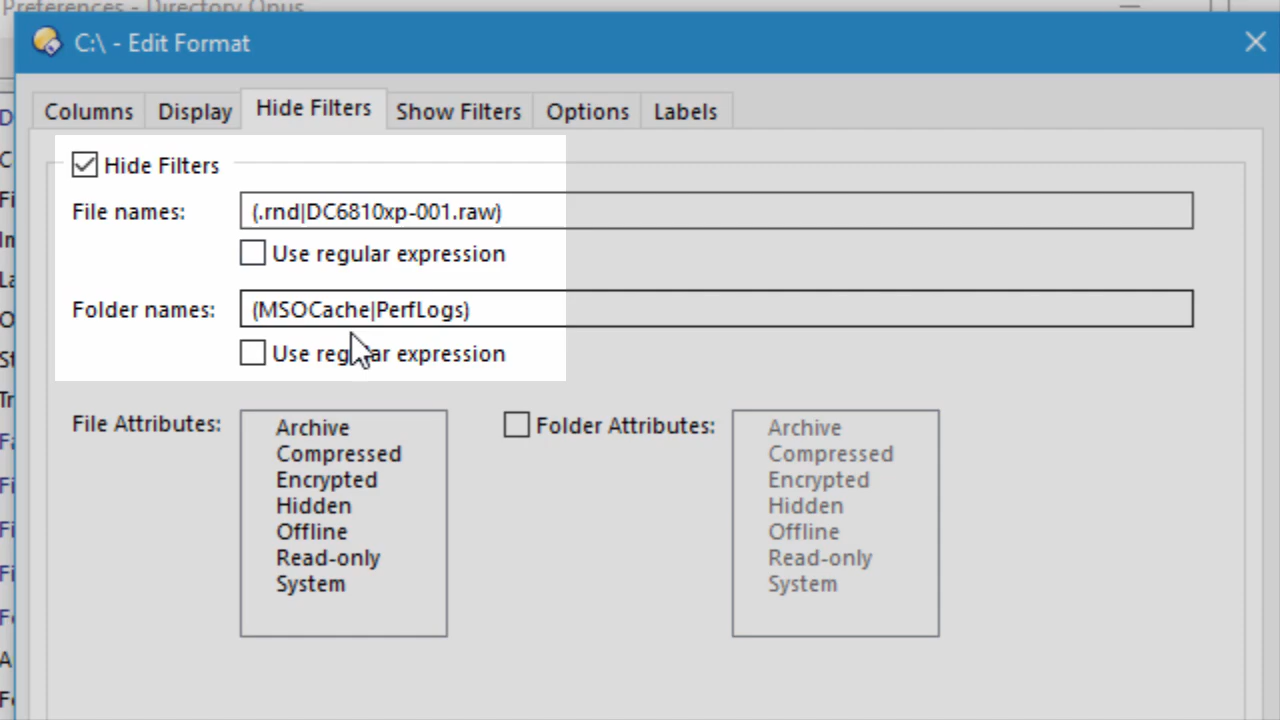 Preferences - Directory Opus
C:\ - Edit Format
Columns Display Hide Filters Show Filters Options Labels
Hide Filters
File names: (.rnd|DC6810xp-001.raw)
Use regular expression
Folder names: (MSOCache|PerfLogs)
Use regular expression
File Attributes: Folder Attributes:
Archive Archive
Compressed Compressed
Encrypted Encrypted
Hidden Hidden
Offline Offline
Read-only Read-only
System System